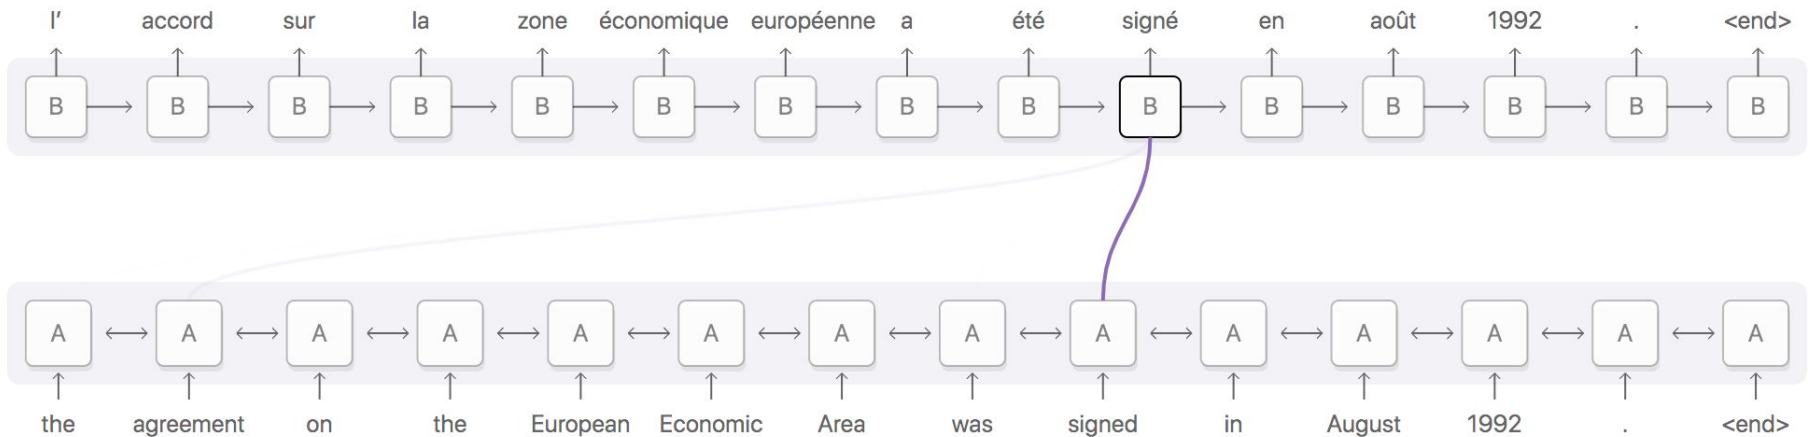 l’ accord sur la zone économique européenne a été signé en août 1992 . <end>
B B B B B B B B B B B B B B B
A A A A A A A A A A A A A A
the agreement on the European Economic Area was signed in August 1992 . <end>